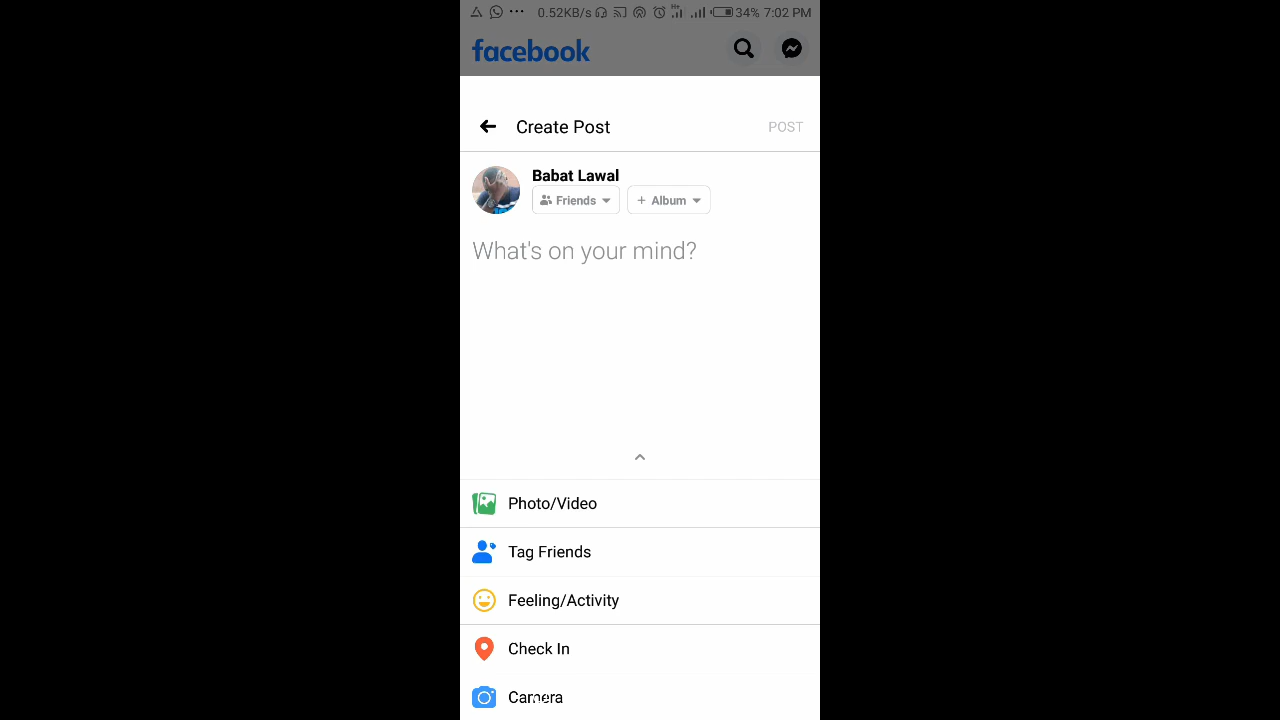 0.52KB/s H+ 34% 7:02 PM
facebook
Create Post POST
Babat Lawal
Friends + Album
What's on your mind?
Photo/Video
Tag Friends
Feeling/Activity
Check In
Camera